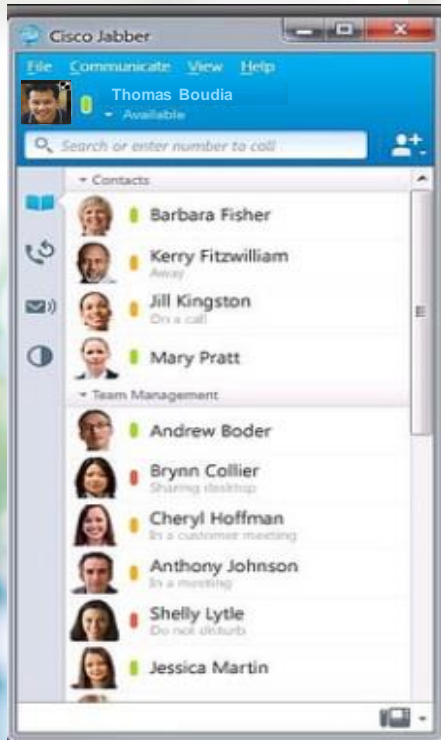 Cisco Jabber
File Communicate View Help
Thomas Boudia
Available
Search or enter number to call
Contacts
Barbara Fisher
Kerry Fitzwilliam
Away
Jill Kingston
On a call
Mary Pratt
Team Management
Andrew Boder
Brynn Collier
Sharing desktop
Cheryl Hoffman
In a customer meeting
Anthony Johnson
In a meeting
Shelly Lytle
Do not disturb
Jessica Martin